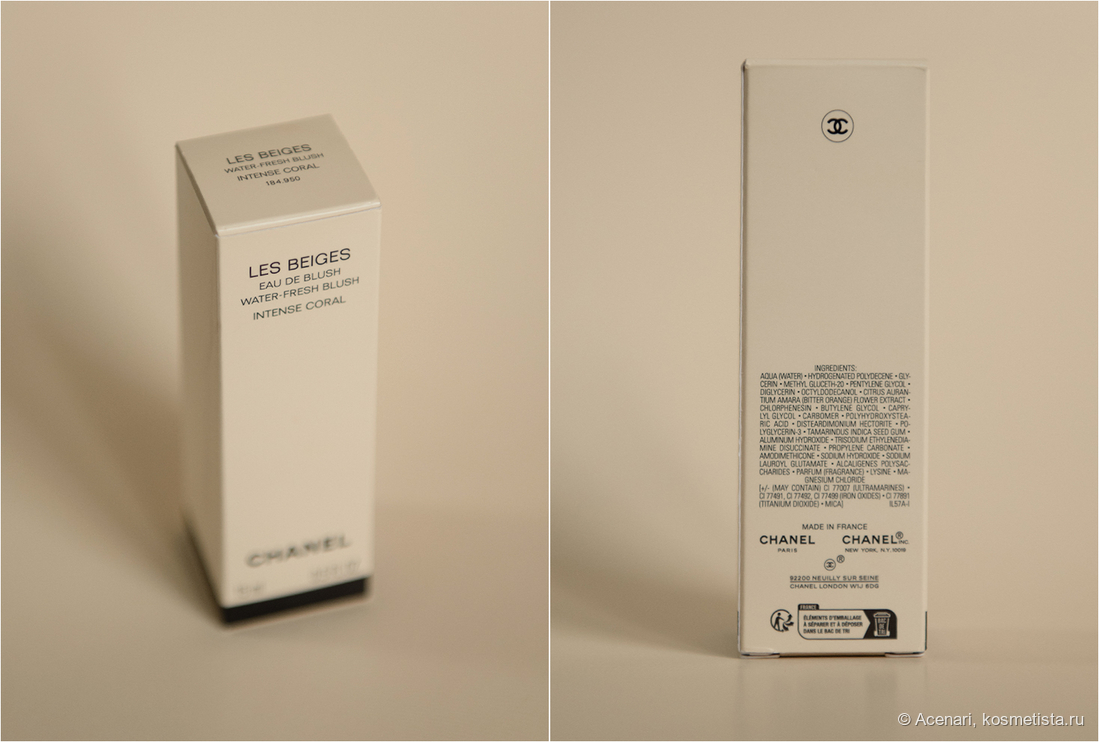 LES BEIGES
WATER-FRESH BLUSH
INTENSE CORAL
184.950
LES BEIGES
EAU DE BLUSH
WATER-FRESH BLUSH
INTENSE CORAL
CHANEL
INGREDIENTS:
AQUA (WATER) • HYDROGENATED POLYDECENE • GLY-
CERIN • METHYL GLUCETH-20 • PENTYLENE GLYCOL •
DIGLYCERIN • OCTYLDODECANOL • CITRUS AURAN-
TIUM AMARA (BITTER ORANGE) FLOWER EXTRACT •
CHLORPHENESIN • BUTYLENE GLYCOL • CAPRY-
LYL GLYCOL • CARBOMER • POLYHYDROXYSTEA-
RIC ACID • DISTEARDIMONIUM HECTORITE • PO-
LYGLYCERIN-3 • TAMARINDUS INDICA SEED GUM •
ALUMINUM HYDROXIDE • TRISODIUM ETHYLENEDIA-
MINE DISUCCINATE • PROPYLENE CARBONATE •
AMODIMETHICONE • SODIUM HYDROXIDE • SODIUM
LAUROYL GLUTAMATE • ALCALIGENES POLYSAC-
CHARIDES • PARFUM (FRAGRANCE) • LYSINE • MA-
GNESIUM CHLORIDE
[+/- (MAY CONTAIN) CI 77007 (ULTRAMARINES) •
CI 77491, CI 77492, CI 77499 (IRON OXIDES) • CI 77891
(TITANIUM DIOXIDE) • MICA] IL57A-I
MADE IN FRANCE
CHANEL CHANEL® INC.
PARIS NEW YORK, N.Y. 10019
®
92200 NEUILLY SUR SEINE
CHANEL LONDON W1J 6DG
FRANCE
ÉLÉMENTS D'EMBALLAGE
À SÉPARER ET À DÉPOSER
DANS LE BAC DE TRI
BAC DE TRI
© Acenari, kosmetista.ru